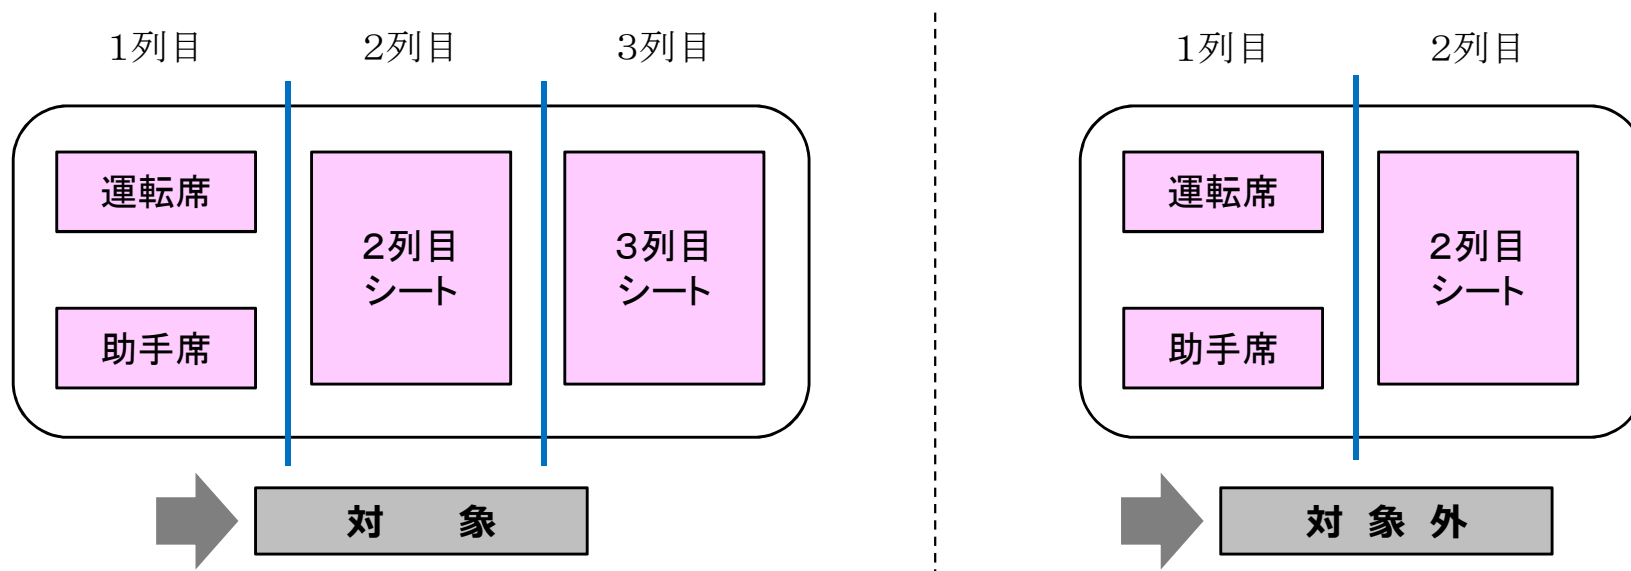 1列目 2列目 3列目
運転席
助手席
2列目
シート
3列目
シート
対 象
1列目 2列目
運転席
助手席
2列目
シート
対 象 外